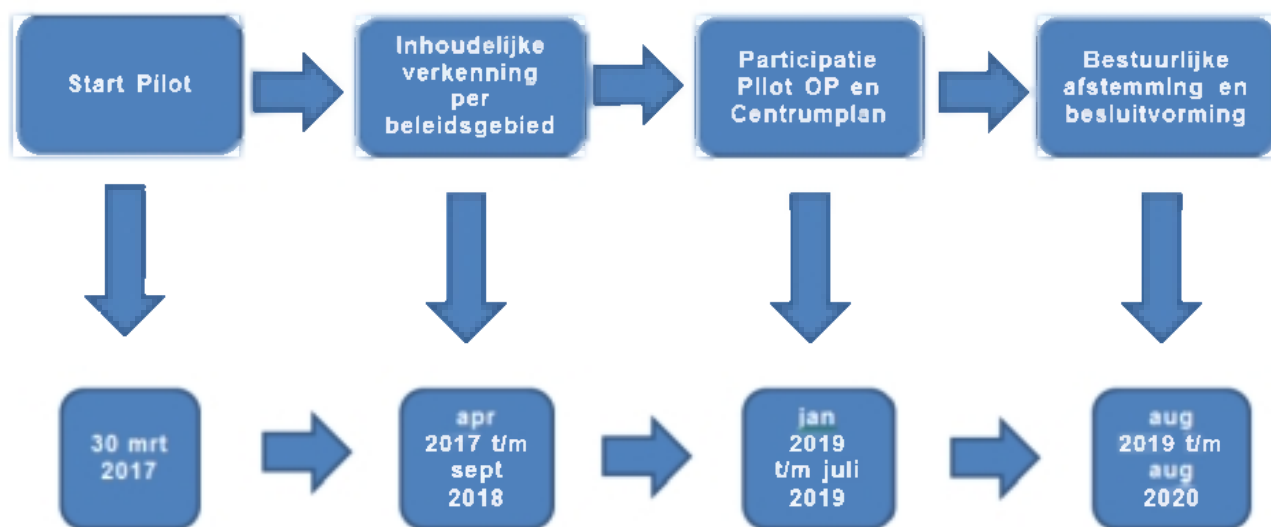 Start Pilot
Inhoudelijke
verkenning
per
beleidsgebied
Participatie
Pilot OP en
Centrumplan
Bestuurlijke
afstemming en
besluitvorming
30 mrt
2017
apr
2017 t/m
sept
2018
jan
2019
t/m juli
2019
aug
2019 t/m
aug
2020